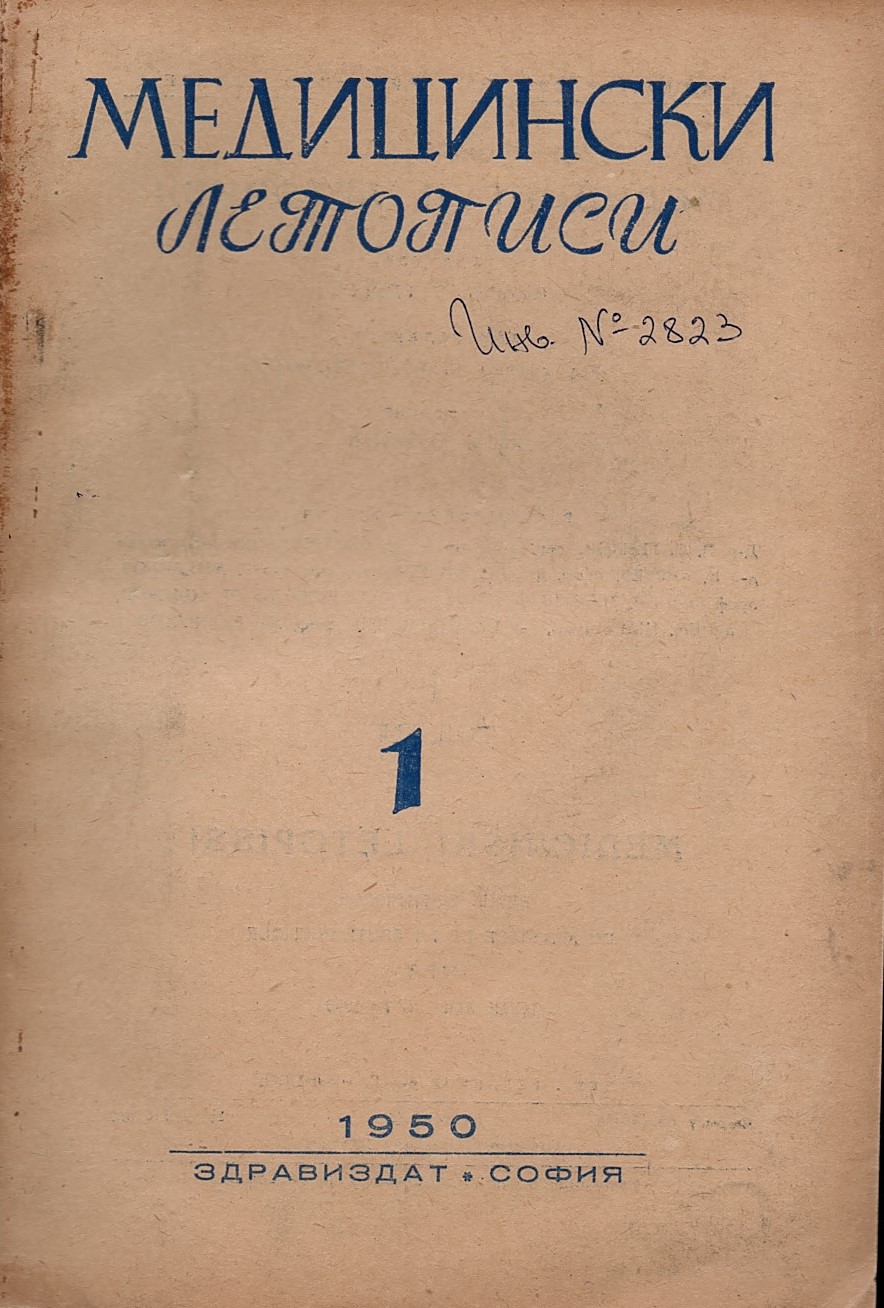 МЕДИЦИНСКИ
ЛЕТОПИСИ
Инв. № 2823
1
1950
ЗДРАВИЗДАТ * СОФИЯ